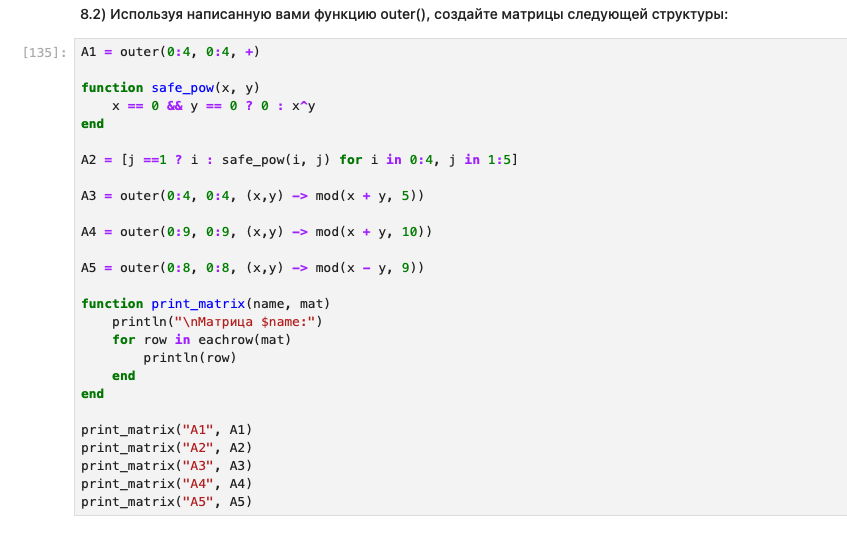 8.2) Используя написанную вами функцию outer(), создайте матрицы следующей структуры:
[135]: A1 = outer(0:4, 0:4, +)
function safe_pow(x, y)
    x == 0 && y == 0 ? 0 : x^y
end
A2 = [j ==1 ? i : safe_pow(i, j) for i in 0:4, j in 1:5]
A3 = outer(0:4, 0:4, (x,y) -> mod(x + y, 5))
A4 = outer(0:9, 0:9, (x,y) -> mod(x + y, 10))
A5 = outer(0:8, 0:8, (x,y) -> mod(x - y, 9))
function print_matrix(name, mat)
    println("\nМатрица $name:")
    for row in eachrow(mat)
        println(row)
    end
end
print_matrix("A1", A1)
print_matrix("A2", A2)
print_matrix("A3", A3)
print_matrix("A4", A4)
print_matrix("A5", A5)